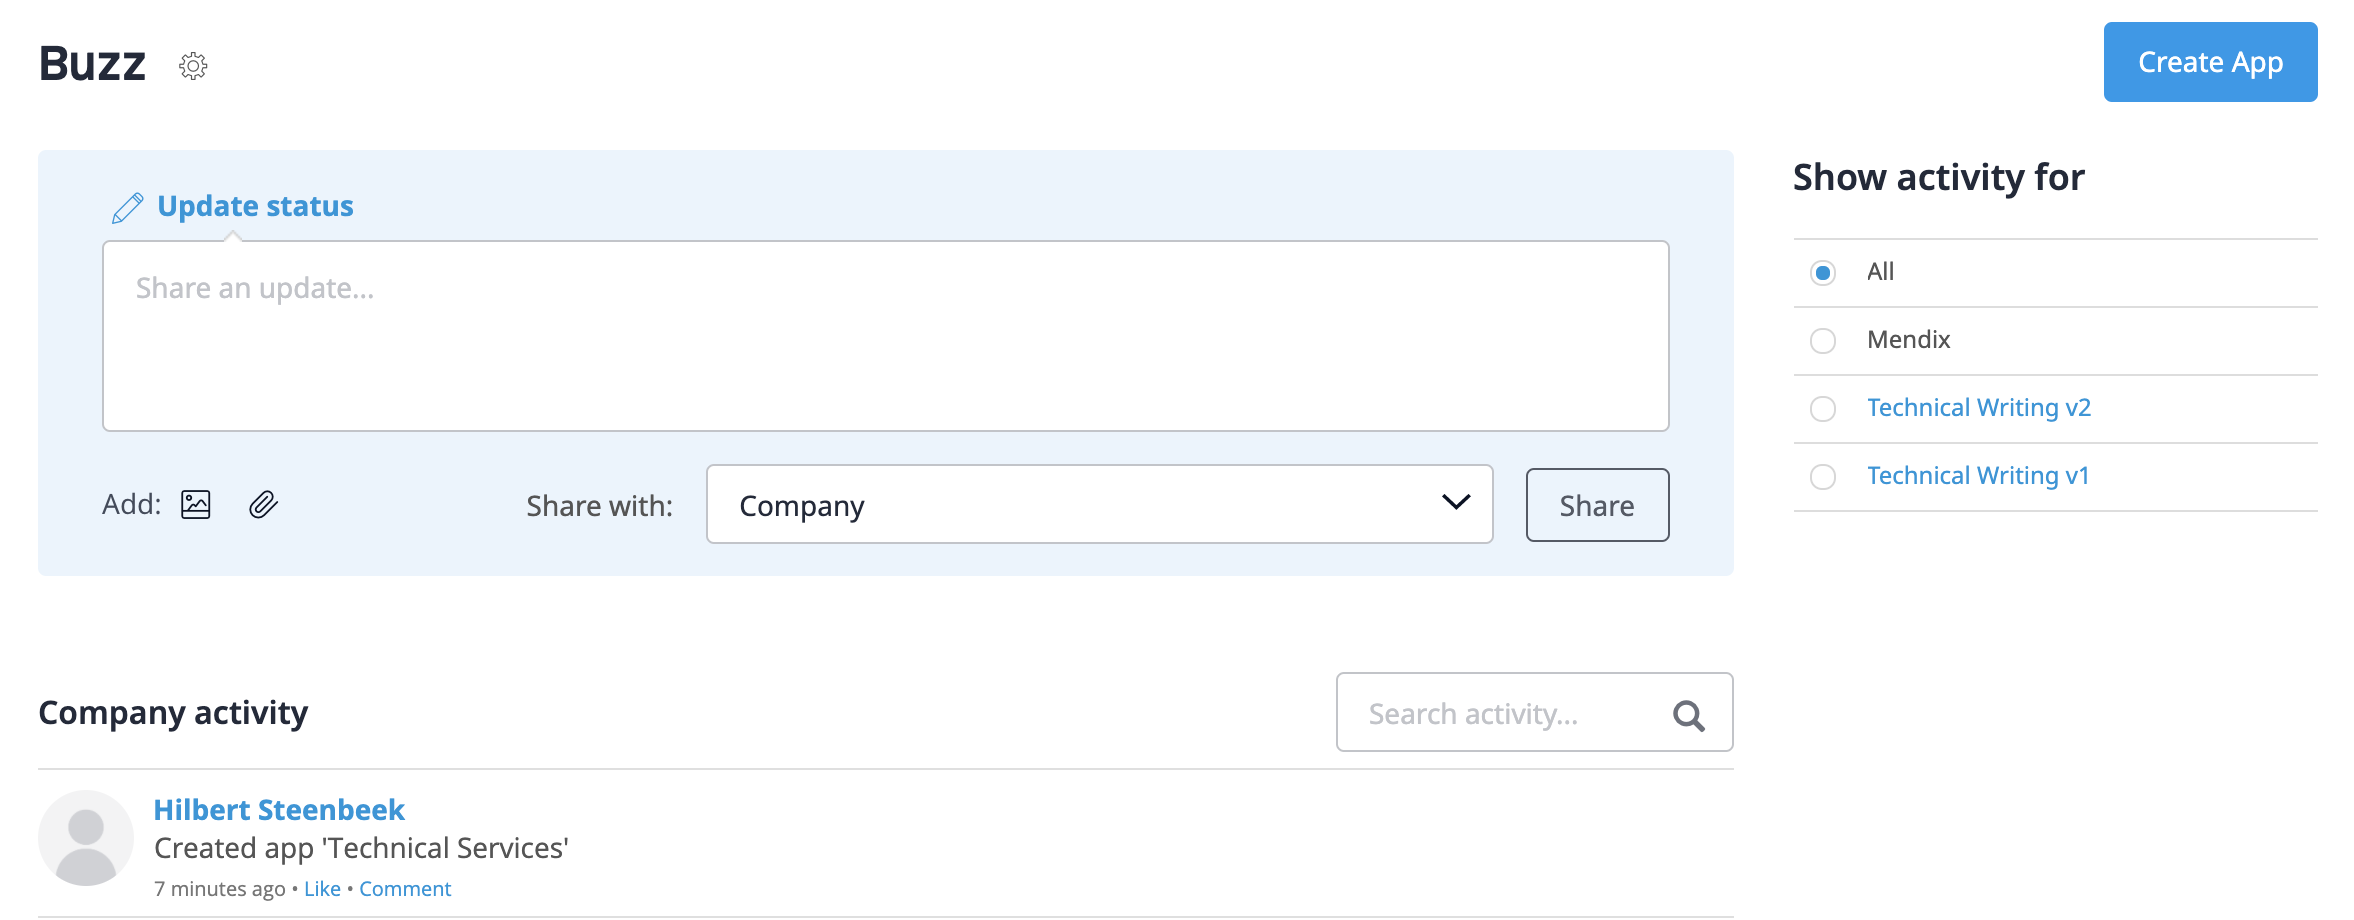 Buzz
Create App
Update status
Share an update...
Add:
Share with:
Company
Share
Show activity for
All
Mendix
Technical Writing v2
Technical Writing v1
Company activity
Search activity...
Hilbert Steenbeek
Created app 'Technical Services'
7 minutes ago • Like • Comment